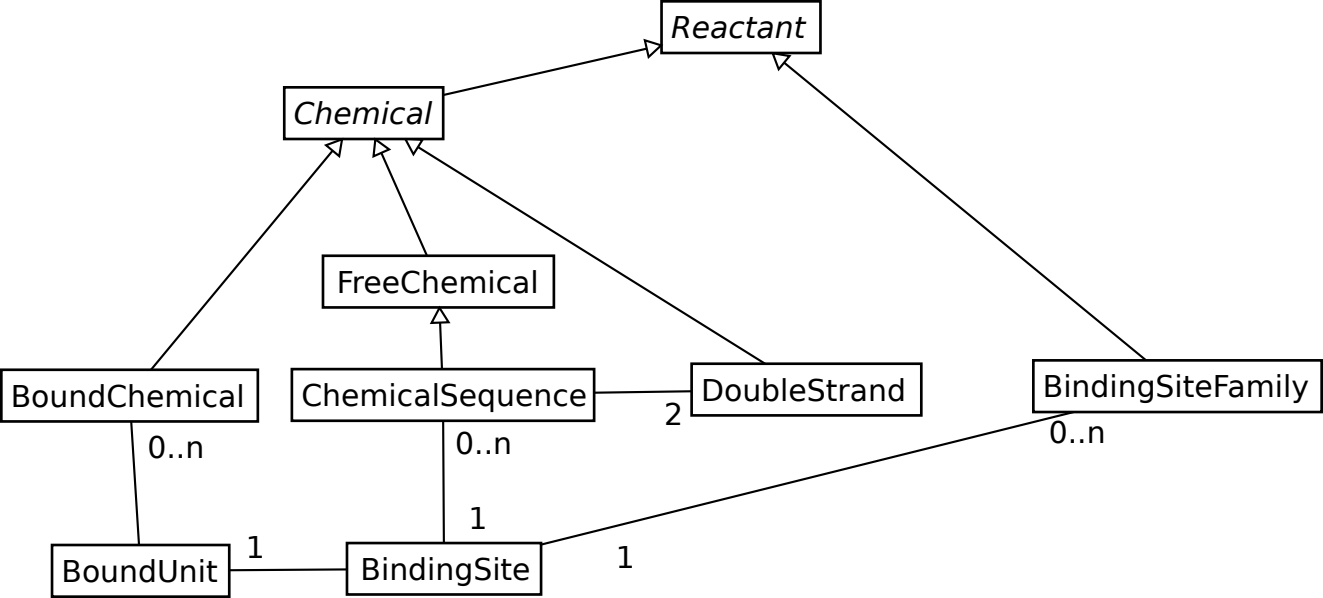 Reactant
Chemical
FreeChemical
BoundChemical
ChemicalSequence
DoubleStrand
BindingSiteFamily
2
0..n
0..n
0..n
1
1
1
BoundUnit
BindingSite